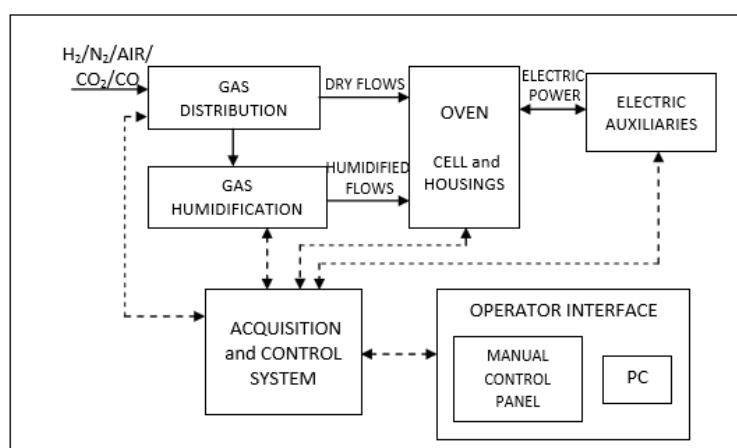 H₂/N₂/AIR/
CO₂/CO
GAS
DISTRIBUTION
DRY FLOWS
OVEN
CELL and
HOUSINGS
ELECTRIC
POWER
ELECTRIC
AUXILIARIES
GAS
HUMIDIFICATION
HUMIDIFIED
FLOWS
ACQUISITION
and CONTROL
SYSTEM
OPERATOR INTERFACE
MANUAL
CONTROL
PANEL
PC